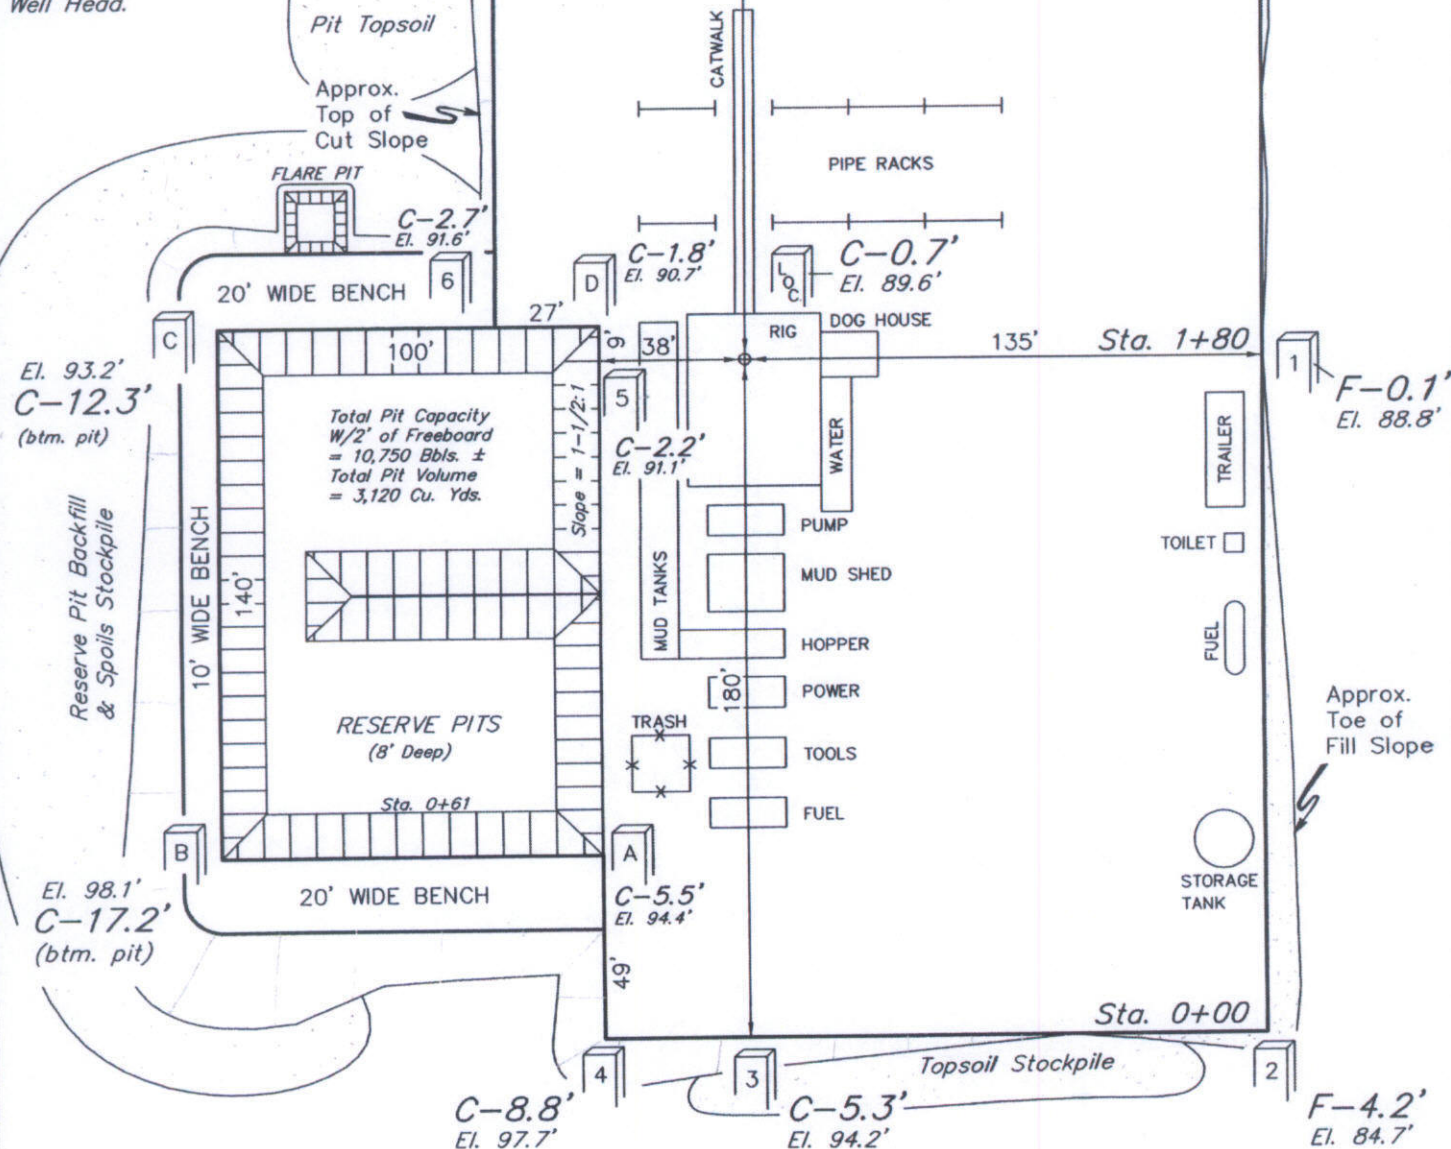 Well Head.
Pit Topsoil
CATWALK
Approx.
Top of
Cut Slope
PIPE RACKS
FLARE PIT
C-2.7'
El. 91.6'
6
20' WIDE BENCH
C-1.8'
El. 90.7'
D
LOC.
C-0.7'
El. 89.6'
27'
C
100'
9'
38'
RIG
DOG HOUSE
135'
Sta. 1+80
1
F-0.1'
El. 88.8'
El. 93.2'
C-12.3'
(btm. pit)
5
C-2.2'
El. 91.1'
Total Pit Capacity
W/2' of Freeboard
= 10,750 Bbls. ±
Total Pit Volume
= 3,120 Cu. Yds.
Slope = 1-1/2:1
WATER
TRAILER
Reserve Pit Backfill
& Spoils Stockpile
10' WIDE BENCH
140'
MUD TANKS
PUMP
MUD SHED
TOILET
HOPPER
FUEL
POWER
180'
RESERVE PITS
(8' Deep)
TRASH
TOOLS
Approx.
Toe of
Fill Slope
Sta. 0+61
FUEL
B
El. 98.1'
C-17.2'
(btm. pit)
20' WIDE BENCH
A
C-5.5'
El. 94.4'
STORAGE
TANK
49'
Sta. 0+00
4
C-8.8'
El. 97.7'
3
C-5.3'
El. 94.2'
Topsoil Stockpile
2
F-4.2'
El. 84.7'